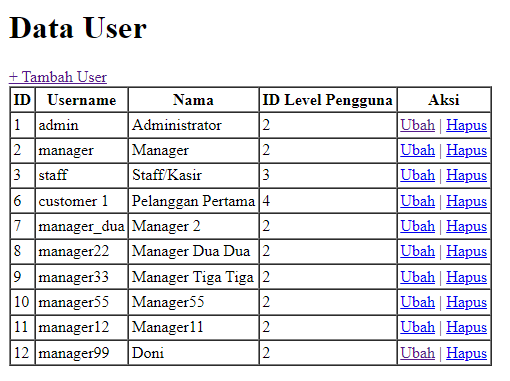 Data User
+ Tambah User
ID Username Nama ID Level Pengguna Aksi
1 admin Administrator 2 Ubah | Hapus
2 manager Manager 2 Ubah | Hapus
3 staff Staff/Kasir 3 Ubah | Hapus
6 customer 1 Pelanggan Pertama 4 Ubah | Hapus
7 manager_dua Manager 2 2 Ubah | Hapus
8 manager22 Manager Dua Dua 2 Ubah | Hapus
9 manager33 Manager Tiga Tiga 2 Ubah | Hapus
10 manager55 Manager55 2 Ubah | Hapus
11 manager12 Manager11 2 Ubah | Hapus
12 manager99 Doni 2 Ubah | Hapus